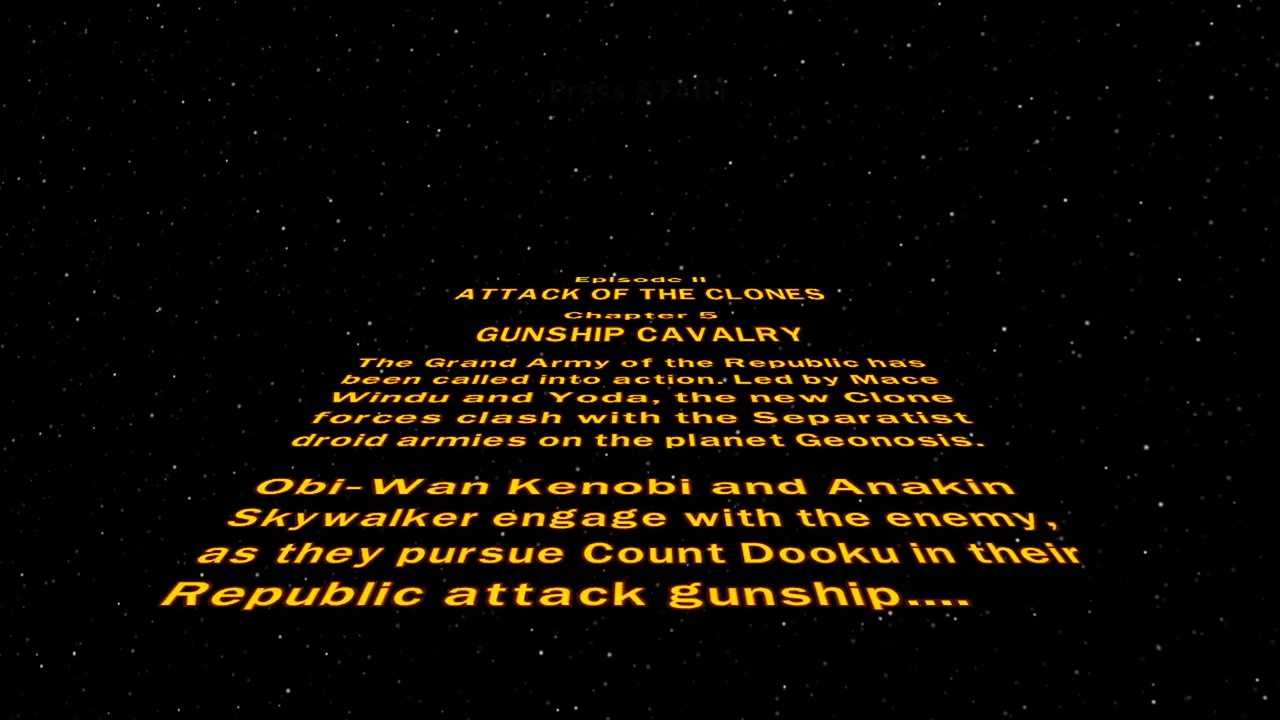 Press START
Episode II
ATTACK OF THE CLONES
Chapter 5
GUNSHIP CAVALRY
The Grand Army of the Republic has
been called into action. Led by Mace
Windu and Yoda, the new Clone
forces clash with the Separatist
droid armies on the planet Geonosis.
Obi-Wan Kenobi and Anakin
Skywalker engage with the enemy,
as they pursue Count Dooku in their
Republic attack gunship....